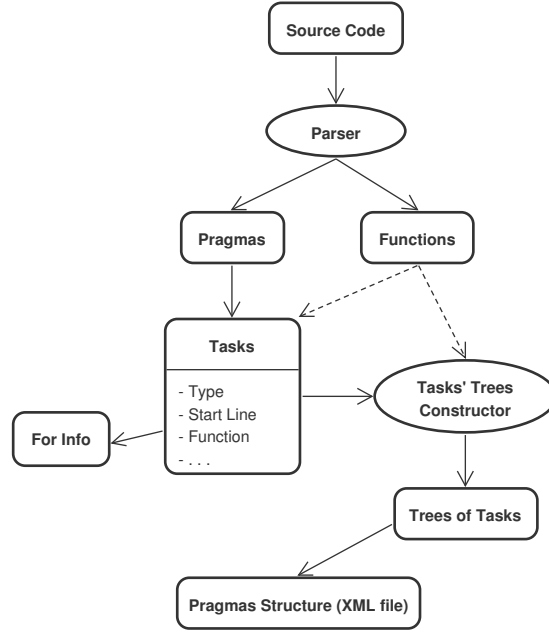 Source Code
Parser
Pragmas
Functions
Tasks
- Type
- Start Line
- Function
- . . .
Tasks' Trees
Constructor
For Info
Trees of Tasks
Pragmas Structure (XML file)